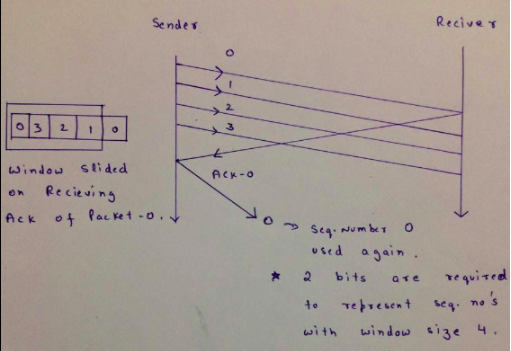 Sender
Reciver
0
1
2
3
0 3 2 1 0
Window Slided
on Recieving
Ack of Packet-0.
Ack-0
0 → Seq. Number 0
used again.
* 2 bits are required
to represent seq. no's
with window size 4.